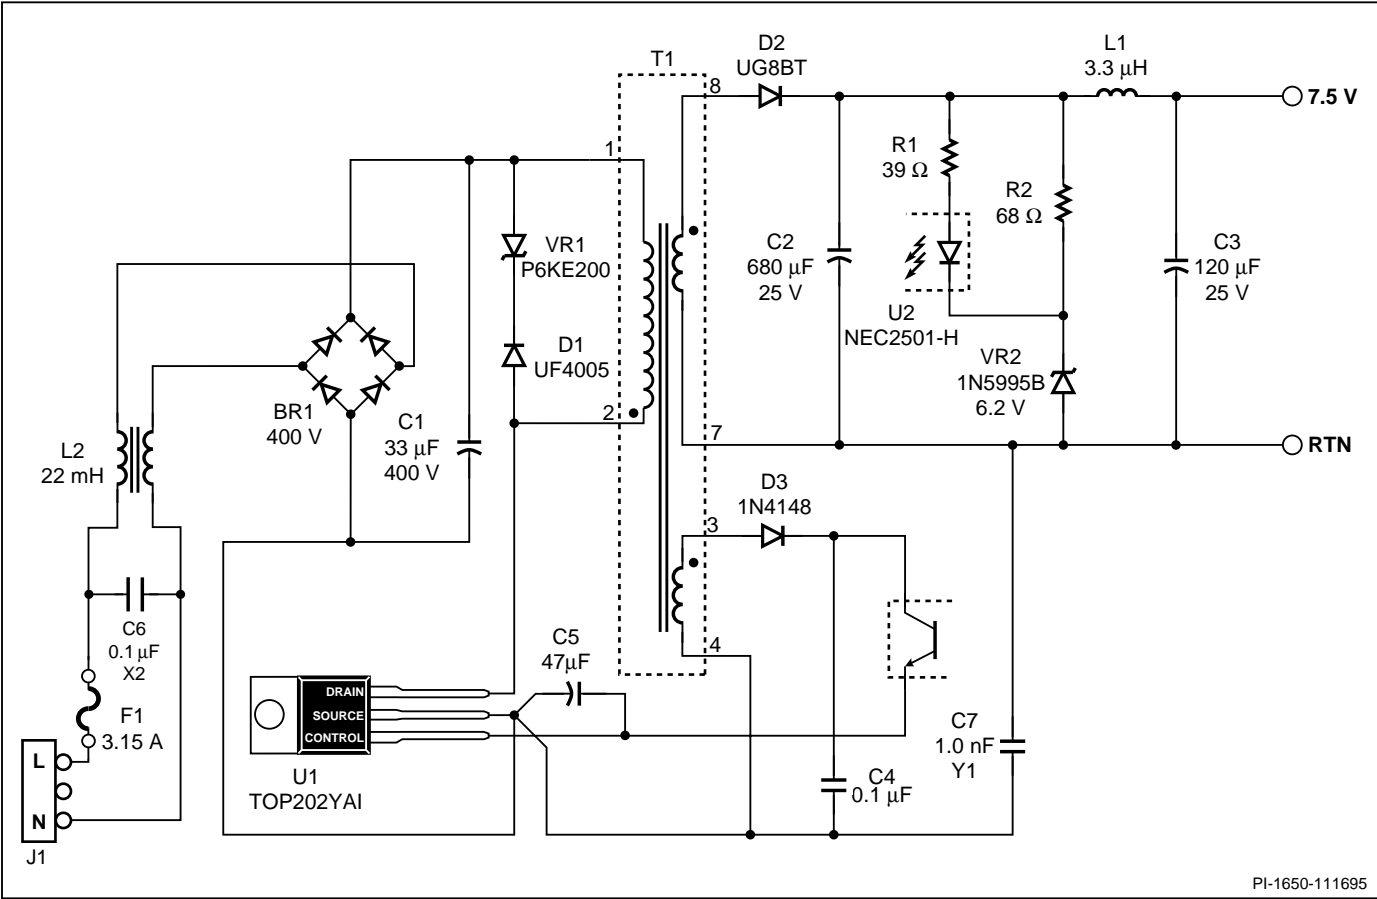 D2
UG8BT
L1
3.3 µH
T1
8
7.5 V
1
R1
39 Ω
R2
68 Ω
VR1
P6KE200
C2
680 µF
25 V
C3
120 µF
25 V
U2
NEC2501-H
D1
UF4005
VR2
1N5995B
6.2 V
BR1
400 V
C1
33 µF
400 V
2
7
RTN
L2
22 mH
D3
1N4148
3
C6
0.1 µF
X2
4
C5
47µF
DRAIN
SOURCE
CONTROL
F1
3.15 A
C7
1.0 nF
Y1
L
N
J1
U1
TOP202YAI
C4
0.1 µF
PI-1650-111695